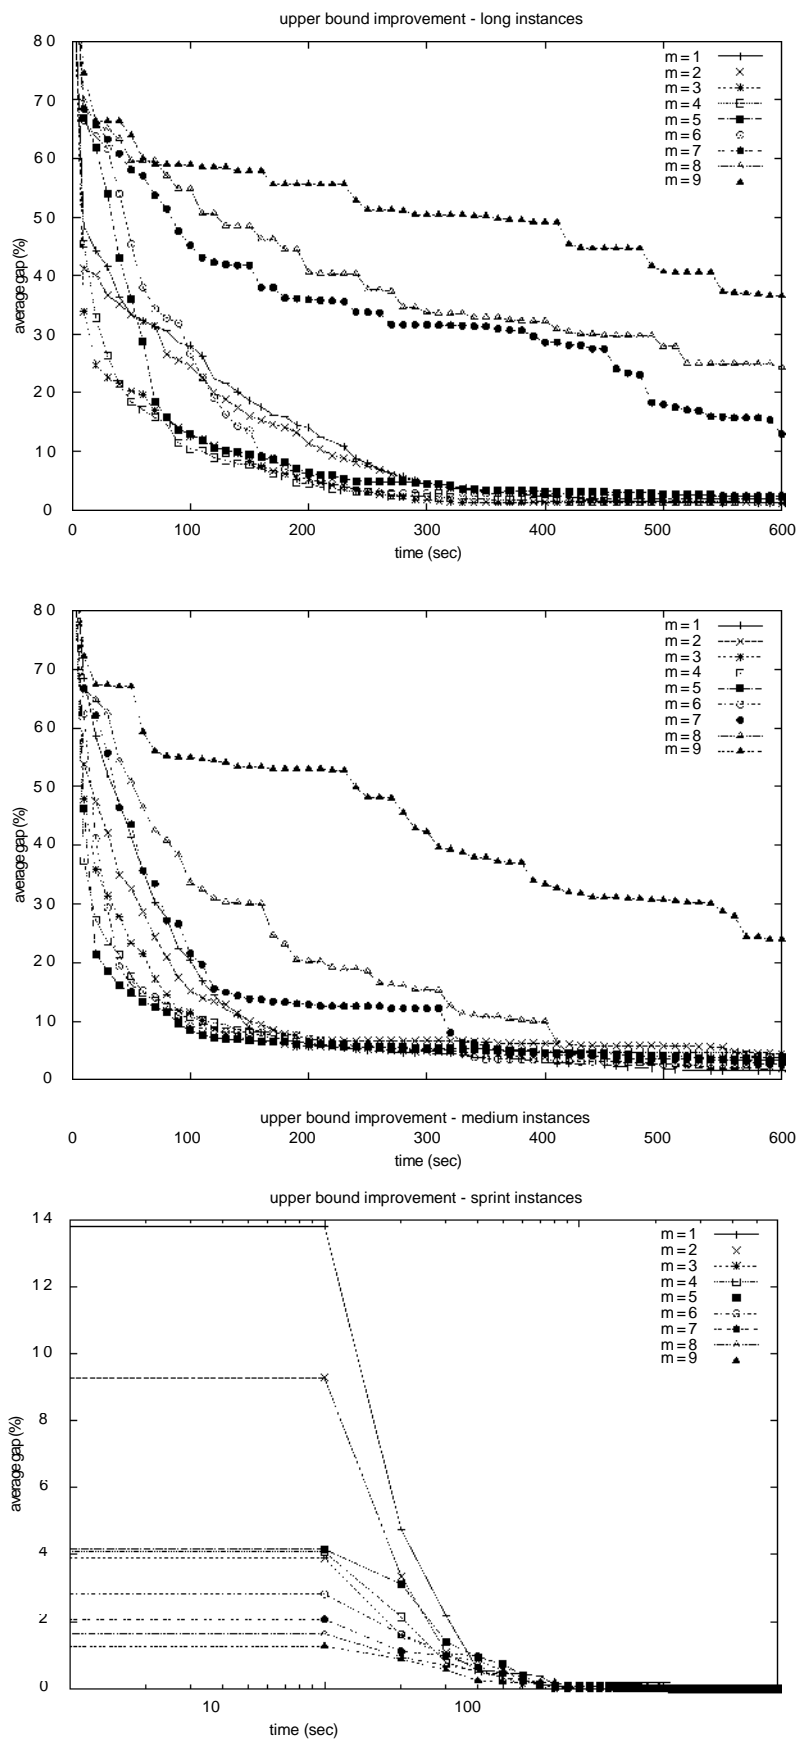 upper bound improvement - long instances
80
70
60
50
40
30
20
10
0
average gap (%)
m = 1
m = 2
m = 3
m = 4
m = 5
m = 6
m = 7
m = 8
m = 9
0 100 200 300 400 500 600
time (sec)
80
70
60
50
40
30
20
10
0
average gap (%)
m = 1
m = 2
m = 3
m = 4
m = 5
m = 6
m = 7
m = 8
m = 9
upper bound improvement - medium instances
0 100 200 300 400 500 600
time (sec)
upper bound improvement - sprint instances
14
12
10
8
6
4
2
0
average gap (%)
m = 1
m = 2
m = 3
m = 4
m = 5
m = 6
m = 7
m = 8
m = 9
10 100
time (sec)